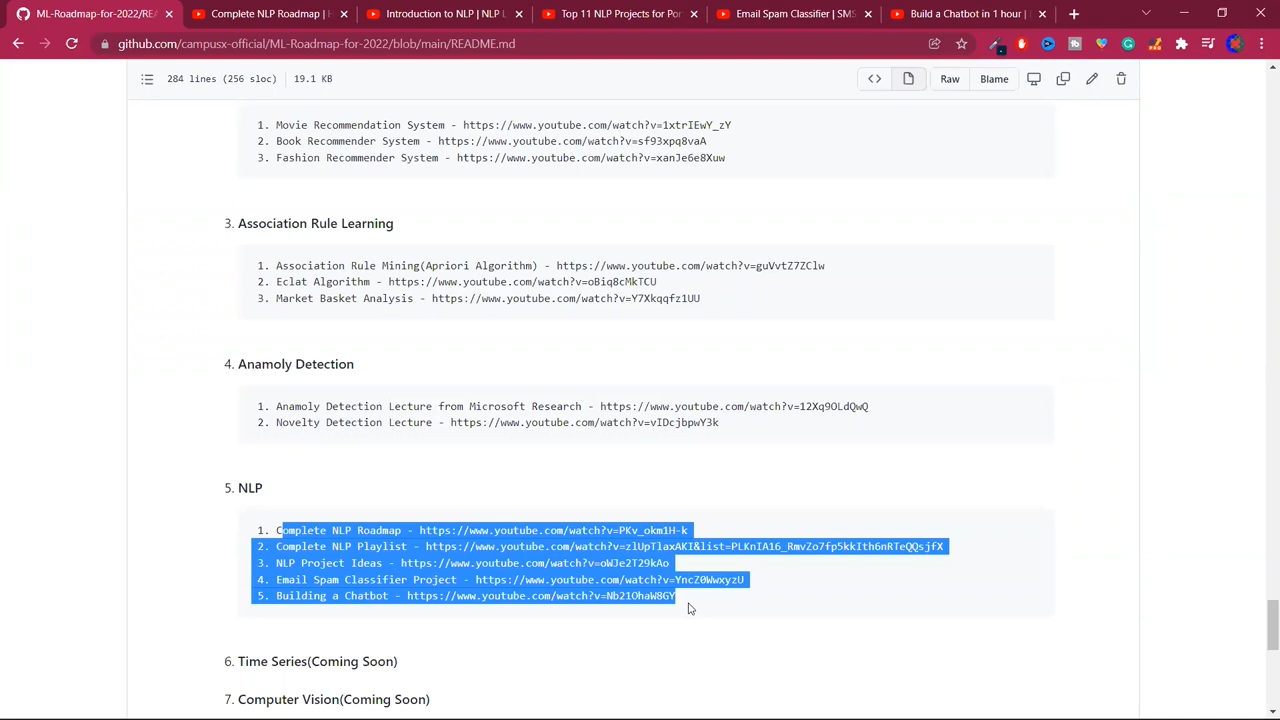 ML-Roadmap-for-2022/REA
Complete NLP Roadmap | H
Introduction to NLP | NLP L
Top 11 NLP Projects for Por
Email Spam Classifier | SMS
Build a Chatbot in 1 hour |
github.com/campusx-official/ML-Roadmap-for-2022/blob/main/README.md
284 lines (256 sloc) 19.1 KB
Raw Blame
1. Movie Recommendation System - https://www.youtube.com/watch?v=1xtrIEwY_zY
2. Book Recommender System - https://www.youtube.com/watch?v=sf93xpq8vaA
3. Fashion Recommender System - https://www.youtube.com/watch?v=xanJe6e8Xuw
3. Association Rule Learning
1. Association Rule Mining(Apriori Algorithm) - https://www.youtube.com/watch?v=guVvtZ7ZClw
2. Eclat Algorithm - https://www.youtube.com/watch?v=oBiq8cMkTCU
3. Market Basket Analysis - https://www.youtube.com/watch?v=Y7Xkqqfz1UU
4. Anamoly Detection
1. Anamoly Detection Lecture from Microsoft Research - https://www.youtube.com/watch?v=12Xq9OLdQwQ
2. Novelty Detection Lecture - https://www.youtube.com/watch?v=vIDcjbpwY3k
5. NLP
1. Complete NLP Roadmap - https://www.youtube.com/watch?v=PKv_okm1H-k
2. Complete NLP Playlist - https://www.youtube.com/watch?v=zlUpTlaxAKI&list=PLKnIA16_RmvZo7fp5kkIth6nRTeQQsjfX
3. NLP Project Ideas - https://www.youtube.com/watch?v=oWJe2T29kAo
4. Email Spam Classifier Project - https://www.youtube.com/watch?v=YncZ0WwxyzU
5. Building a Chatbot - https://www.youtube.com/watch?v=Nb21OhaW8GY
6. Time Series(Coming Soon)
7. Computer Vision(Coming Soon)